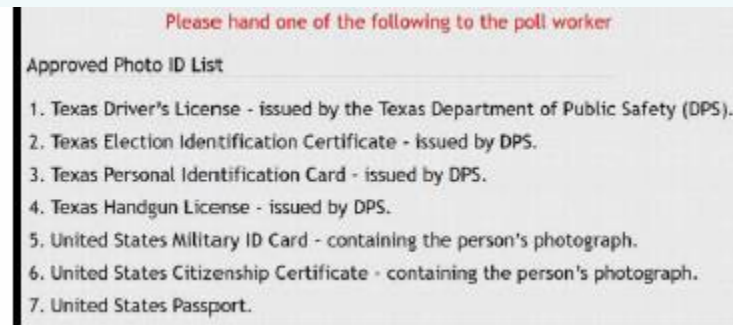 Please hand one of the following to the poll worker
Approved Photo ID List
1. Texas Driver's License - issued by the Texas Department of Public Safety (DPS).
2. Texas Election Identification Certificate - issued by DPS.
3. Texas Personal Identification Card - issued by DPS.
4. Texas Handgun License - issued by DPS.
5. United States Military ID Card - containing the person's photograph.
6. United States Citizenship Certificate - containing the person's photograph.
7. United States Passport.